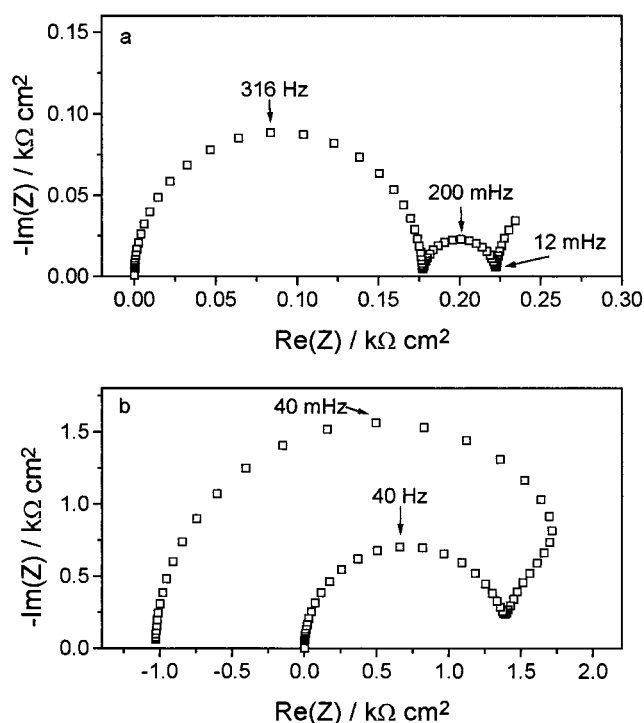 a
0.15
0.10
0.05
0.00
-Im(Z) / kΩ cm²
316 Hz
200 mHz
12 mHz
0.00 0.05 0.10 0.15 0.20 0.25 0.30
Re(Z) / kΩ cm²
b
1.5
1.0
0.5
0.0
-Im(Z) / kΩ cm²
40 mHz
40 Hz
-1.0 -0.5 0.0 0.5 1.0 1.5 2.0
Re(Z) / kΩ cm²